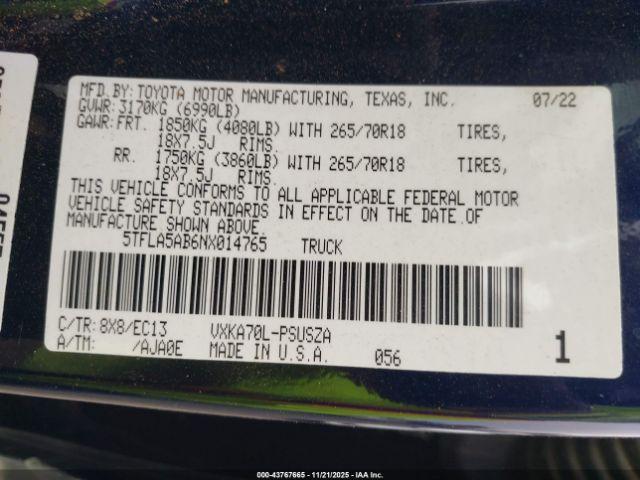 MFD.BY:TOYOTA MOTOR MANUFACTURING, TEXAS, INC. 07/22
GVWR:3170KG (6990LB)
GAWR:FRT. 1850KG (4080LB) WITH 265/70R18 TIRES,
18X7.5J RIMS.
RR. 1750KG (3860LB) WITH 265/70R18 TIRES,
18X7.5J RIMS.
THIS VEHICLE CONFORMS TO ALL APPLICABLE FEDERAL MOTOR
VEHICLE SAFETY STANDARDS IN EFFECT ON THE DATE OF
MANUFACTURE SHOWN ABOVE.
5TFLA5AB6NX014765 TRUCK
C/TR:8X8/EC13 VXKA70L-PSUSZA
A/TM: /AJA0E MADE IN U.S.A. 056 1
000-43767665 - 11/21/2025 - IAA Inc.